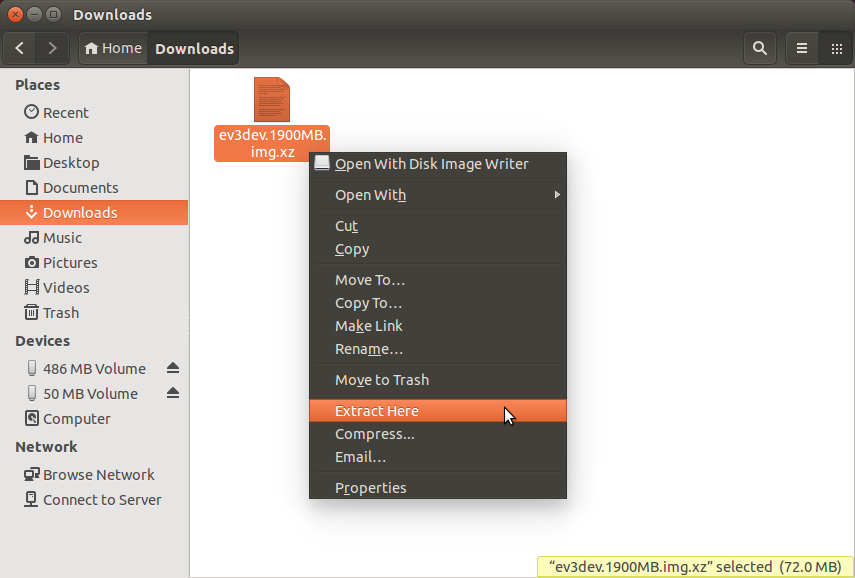 Downloads
Home
Downloads
Places
Recent
Home
Desktop
Documents
Downloads
Music
Pictures
Videos
Trash
Devices
486 MB Volume
50 MB Volume
Computer
Network
Browse Network
Connect to Server
ev3dev.1900MB.
img.xz
Open With Disk Image Writer
Open With
Cut
Copy
Move To…
Copy To…
Make Link
Rename…
Move to Trash
Extract Here
Compress...
Email…
Properties
“ev3dev.1900MB.img.xz” selected (72.0 MB)